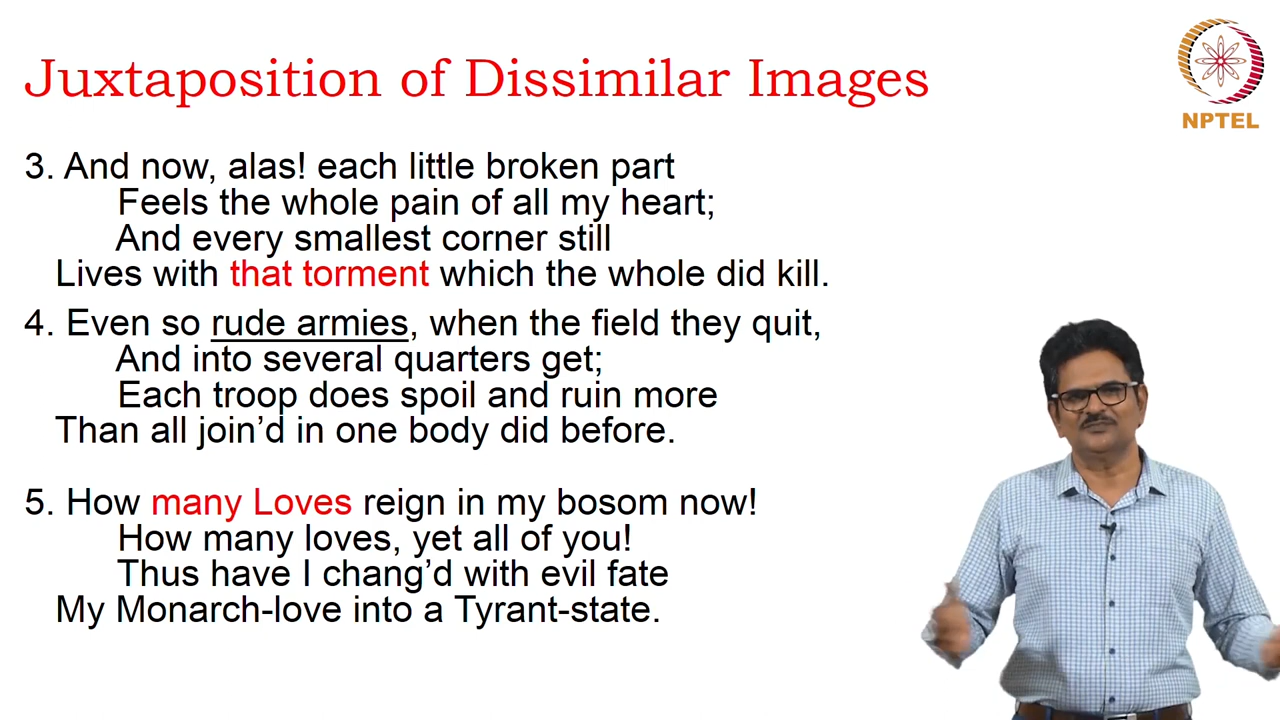 Juxtaposition of Dissimilar Images
NPTEL
3. And now, alas! each little broken part
Feels the whole pain of all my heart;
And every smallest corner still
Lives with that torment which the whole did kill.
4. Even so rude armies, when the field they quit,
And into several quarters get;
Each troop does spoil and ruin more
Than all join’d in one body did before.
5. How many Loves reign in my bosom now!
How many loves, yet all of you!
Thus have I chang’d with evil fate
My Monarch-love into a Tyrant-state.